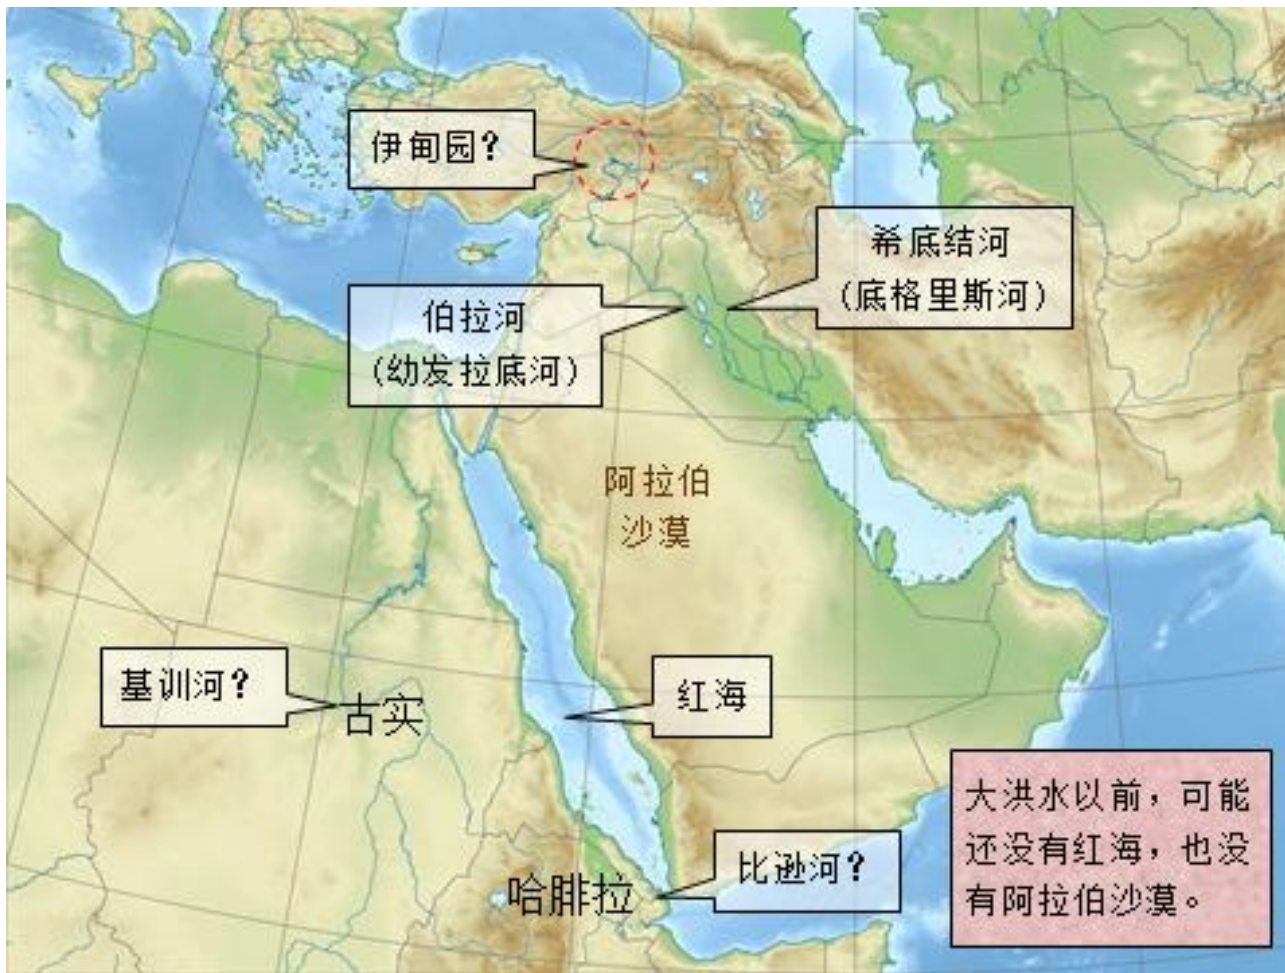 伊甸园？
希底结河
(底格里斯河)
伯拉河
(幼发拉底河)
阿拉伯
沙漠
基训河？
古实
红海
大洪水以前，可能
还没有红海，也没
有阿拉伯沙漠。
比逊河？
哈腓拉